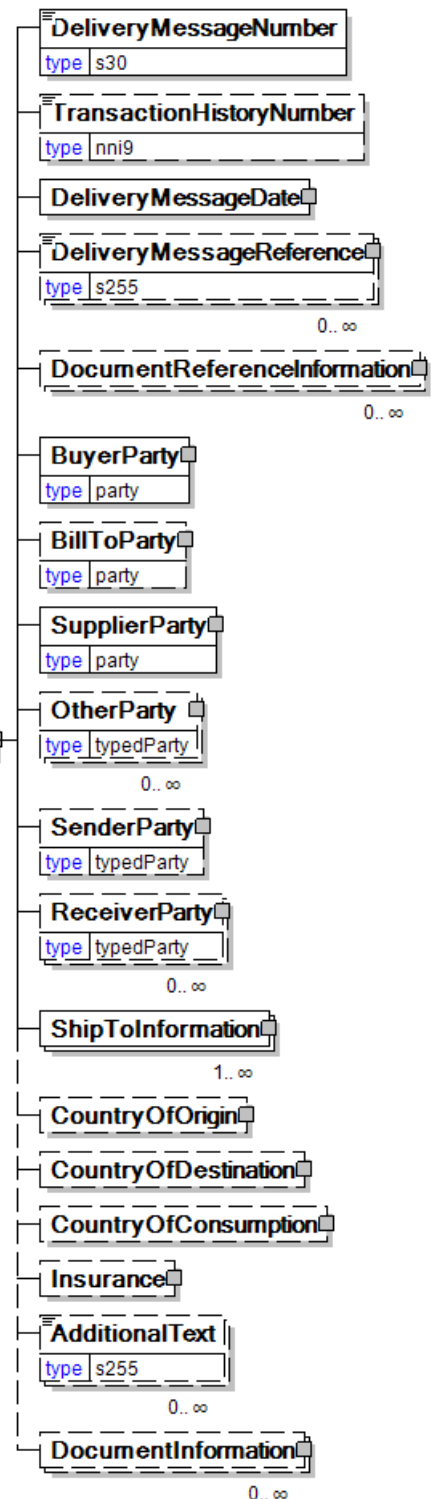 DeliveryMessageNumber
type s30
TransactionHistoryNumber
type nni9
DeliveryMessageDate
DeliveryMessageReference
type s255
0.. ∞
DocumentReferenceInformation
0.. ∞
BuyerParty
type party
BillToParty
type party
SupplierParty
type party
OtherParty
type typedParty
0.. ∞
SenderParty
type typedParty
ReceiverParty
type typedParty
0.. ∞
ShipToInformation
1.. ∞
CountryOfOrigin
CountryOfDestination
CountryOfConsumption
Insurance
AdditionalText
type s255
0.. ∞
DocumentInformation
0.. ∞